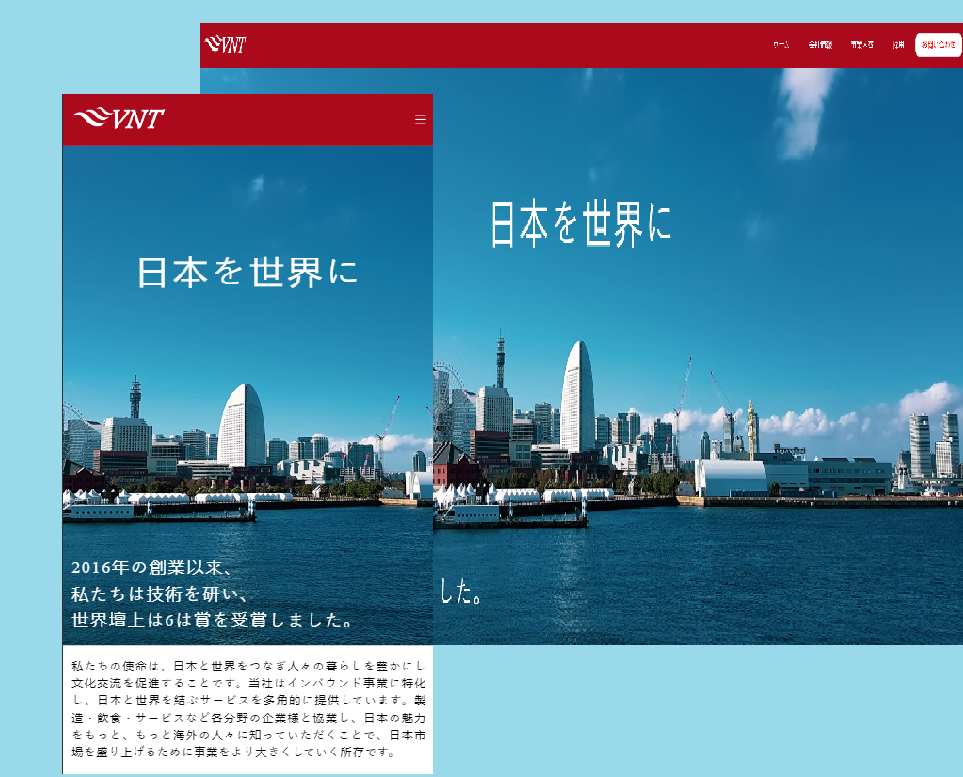 VNT
ホーム 会社情報 事業内容 採用 お問い合わせ
日本を世界に
した。
VNT
日本を世界に
2016年の創業以来、
私たちは技術を研い、
世界壇上は6は賞を受賞しました。
私たちの使命は、日本と世界をつなぎ人々の暮らしを豊かにし
文化交流を促進することです。当社はインバウンド事業に特化
し、日本と世界を結ぶサービスを多角的に提供しています。製
造・飲食・サービスなど各分野の企業様と協業し、日本の魅力
をもっと、もっと海外の人々に知っていただくことで、日本市
場を盛り上げるために事業をより大きくしていく所存です。